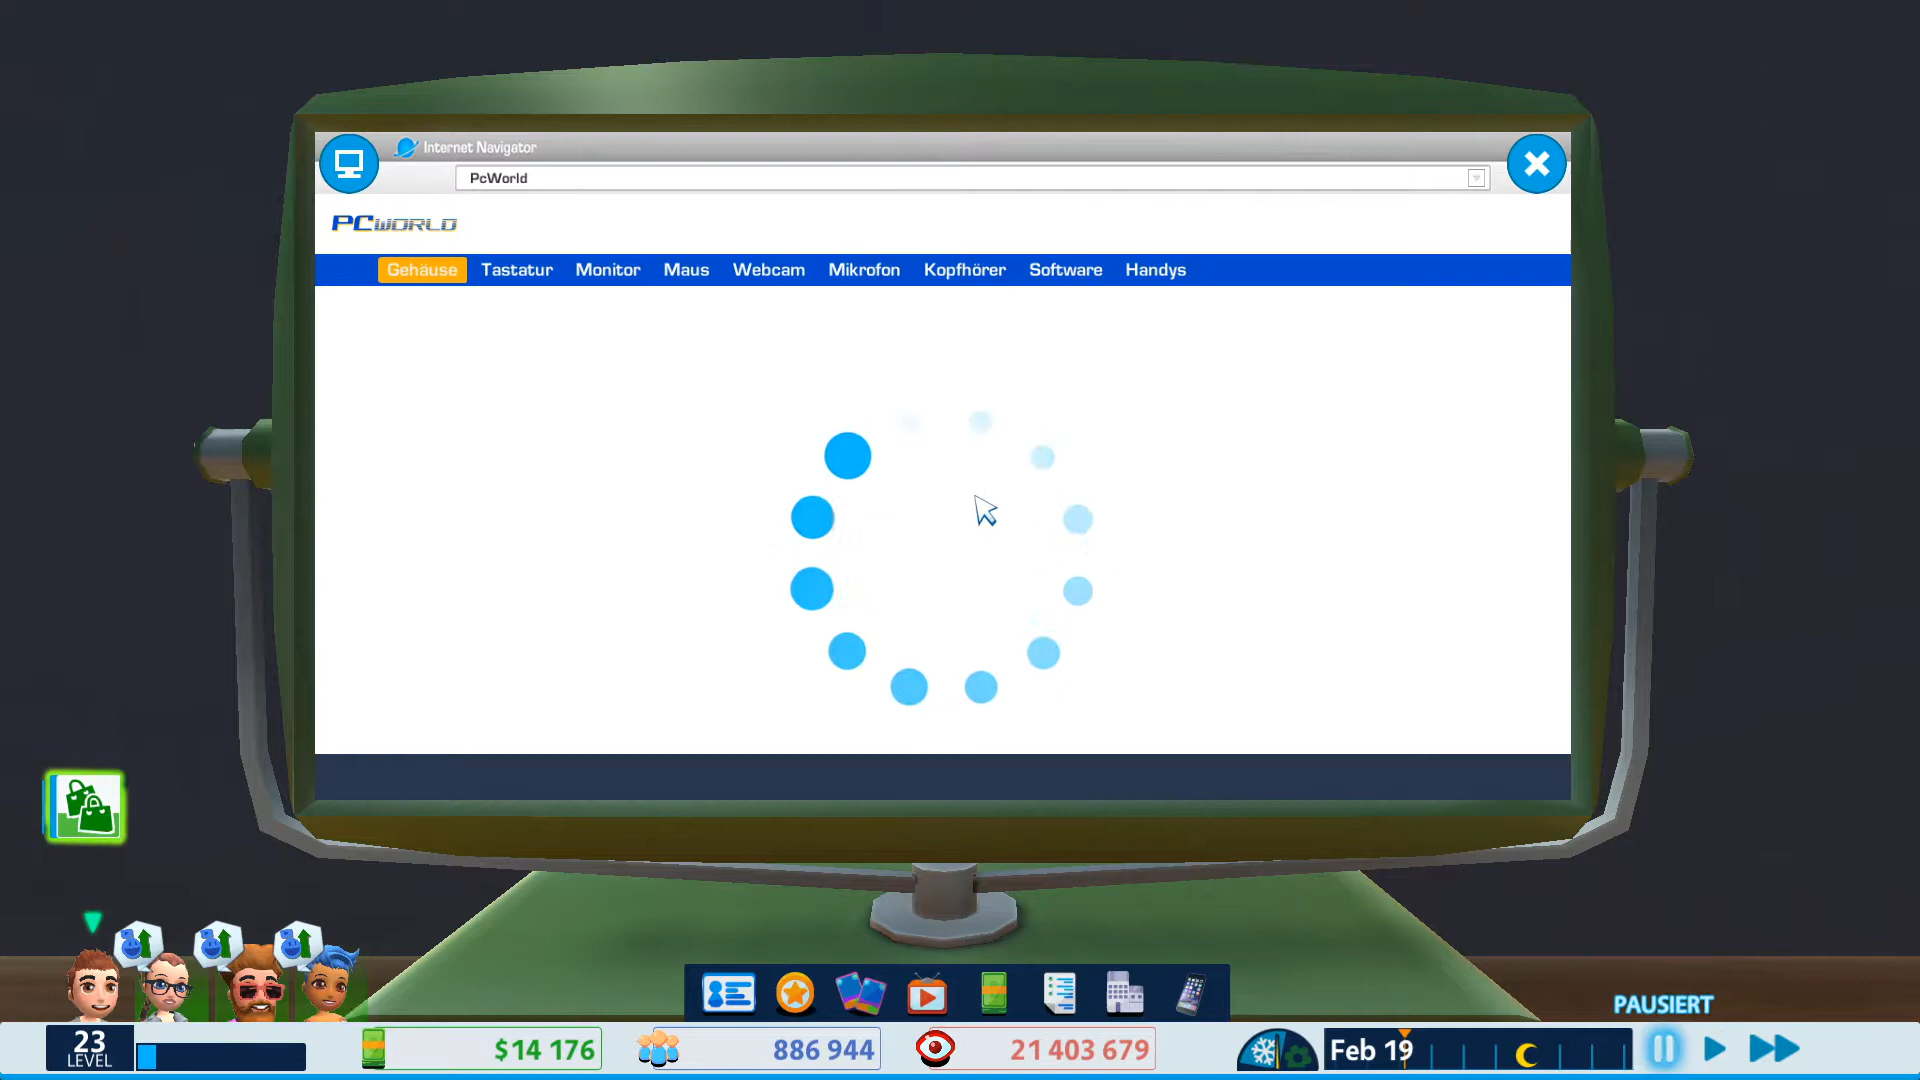 Internet Navigator
PcWorld
PCWORLD
Gehäuse Tastatur Monitor Maus Webcam Mikrofon Kopfhörer Software Handys
PAUSIERT
23
LEVEL
$14 176
886 944
21 403 679
Feb 19